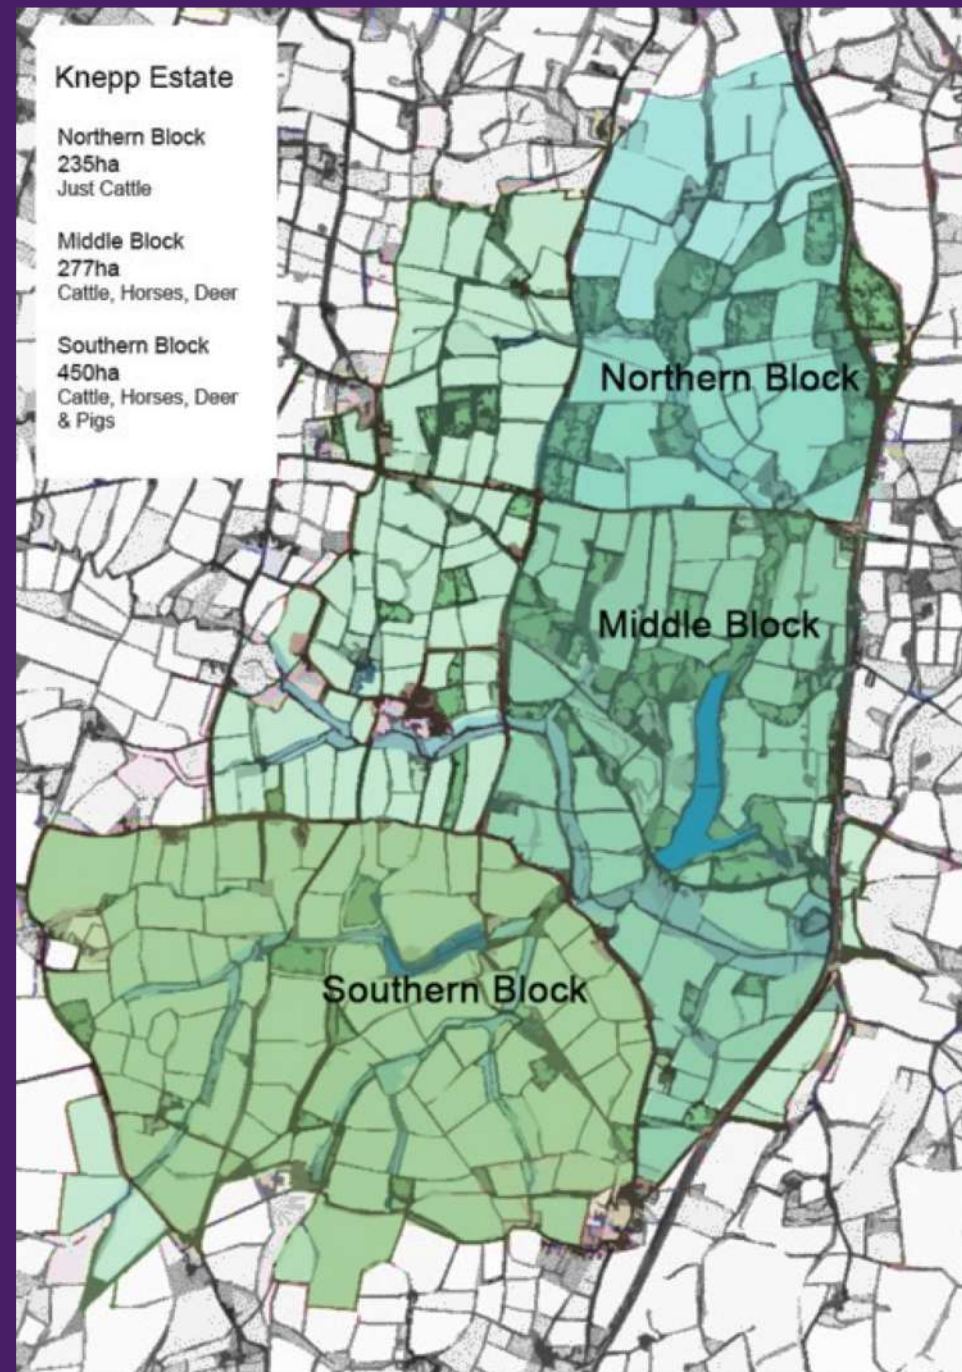 Knepp Estate
Northern Block
235ha
Just Cattle
Middle Block
277ha
Cattle, Horses, Deer
Southern Block
450ha
Cattle, Horses, Deer
& Pigs
Northern Block
Middle Block
Southern Block